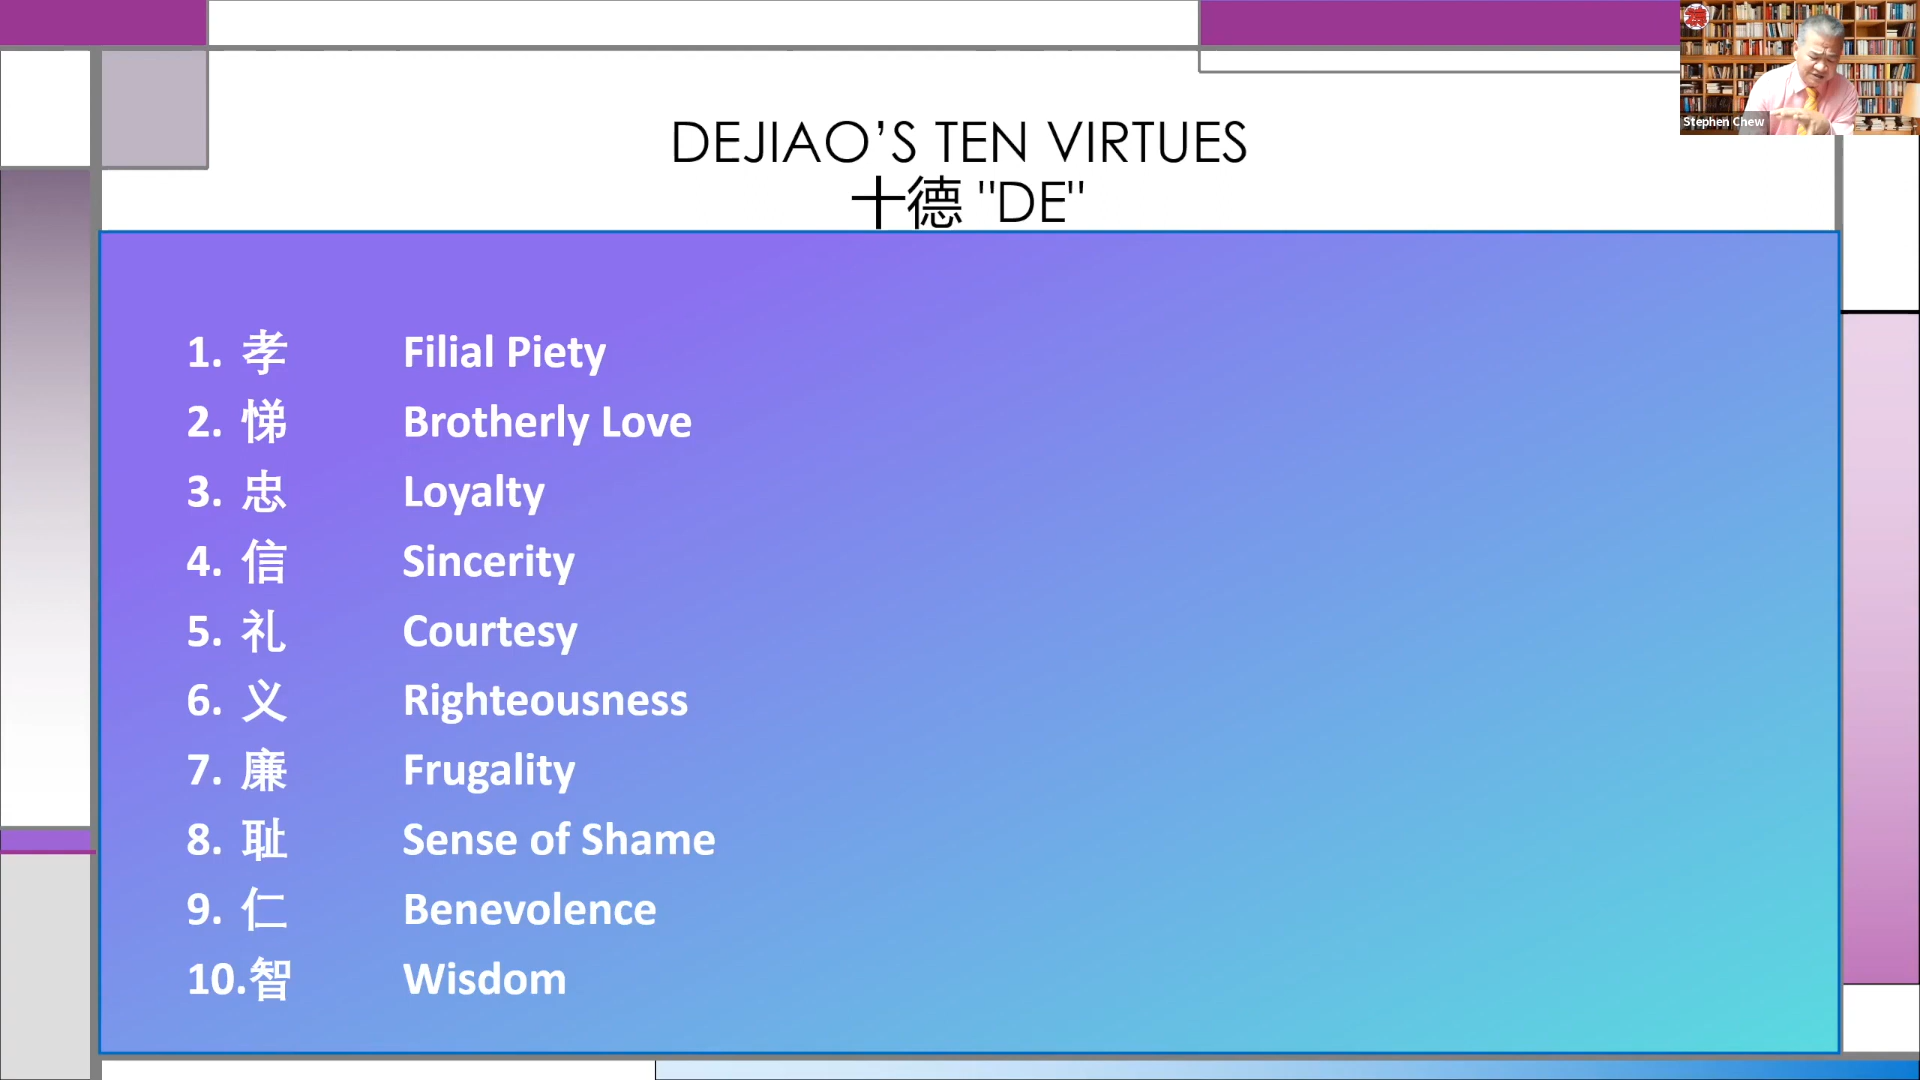 DEJIAO’S TEN VIRTUES
十德 "DE"
Stephen Chew
1. 孝 Filial Piety
2. 悌 Brotherly Love
3. 忠 Loyalty
4. 信 Sincerity
5. 礼 Courtesy
6. 义 Righteousness
7. 廉 Frugality
8. 耻 Sense of Shame
9. 仁 Benevolence
10.智 Wisdom